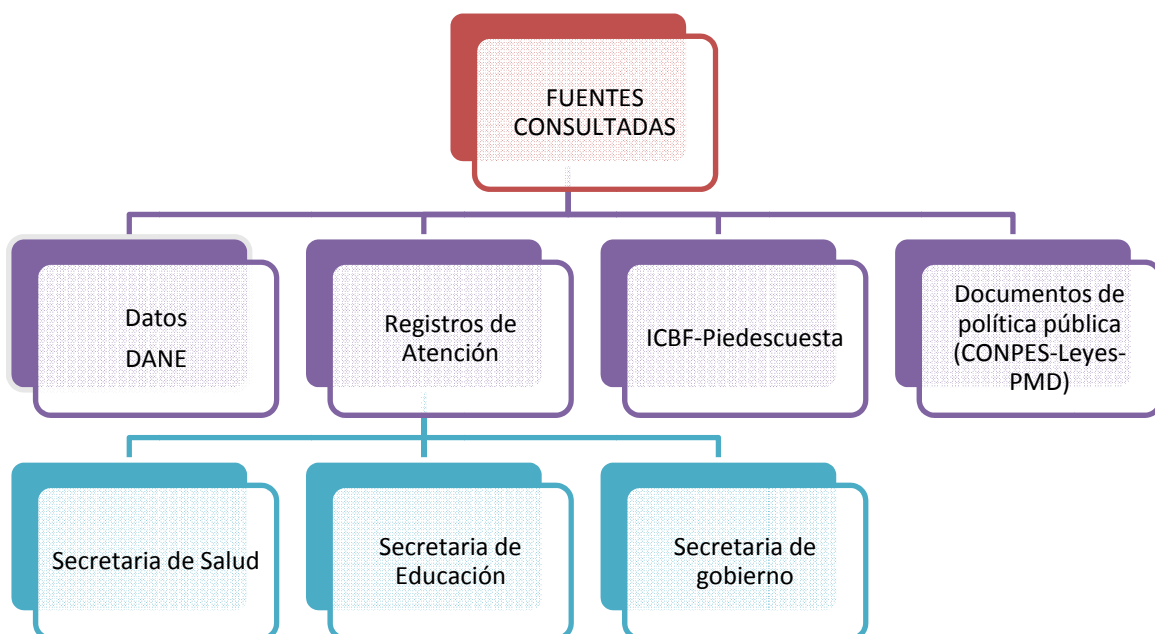 FUENTES
CONSULTADAS
Datos
DANE
Registros de
Atención
ICBF-Piedescuesta
Documentos de
política pública
(CONPES-Leyes-
PMD)
Secretaria de Salud
Secretaria de
Educación
Secretaria de
gobierno